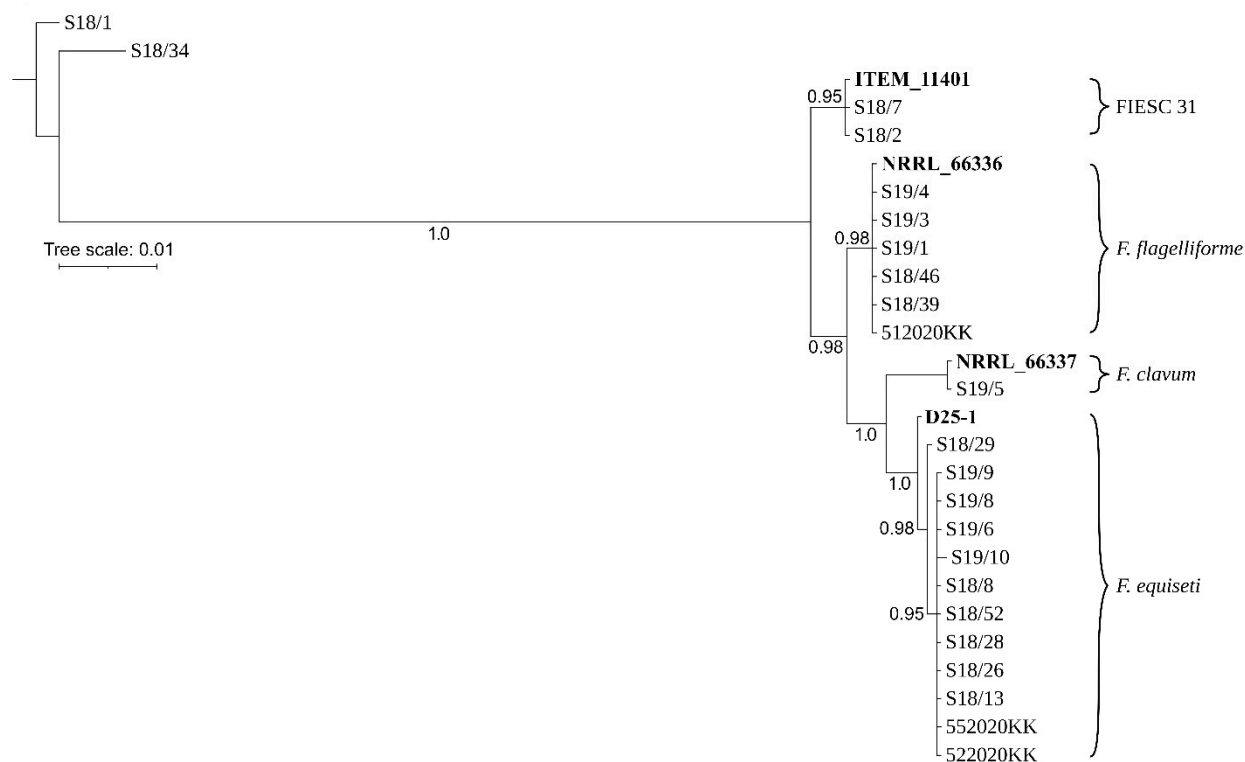 S18/1
S18/34
ITEM_11401
0.95
S18/7
FIESC 31
S18/2
NRRL_66336
S19/4
S19/3
1.0
0.98
S19/1
F. flagelliforme
Tree scale: 0.01
S18/46
S18/39
512020KK
0.98
NRRL_66337
F. clavum
S19/5
D25-1
1.0
S18/29
S19/9
1.0
S19/8
0.98
S19/6
S19/10
S18/8
F. equiseti
0.95
S18/52
S18/28
S18/26
S18/13
552020KK
522020KK